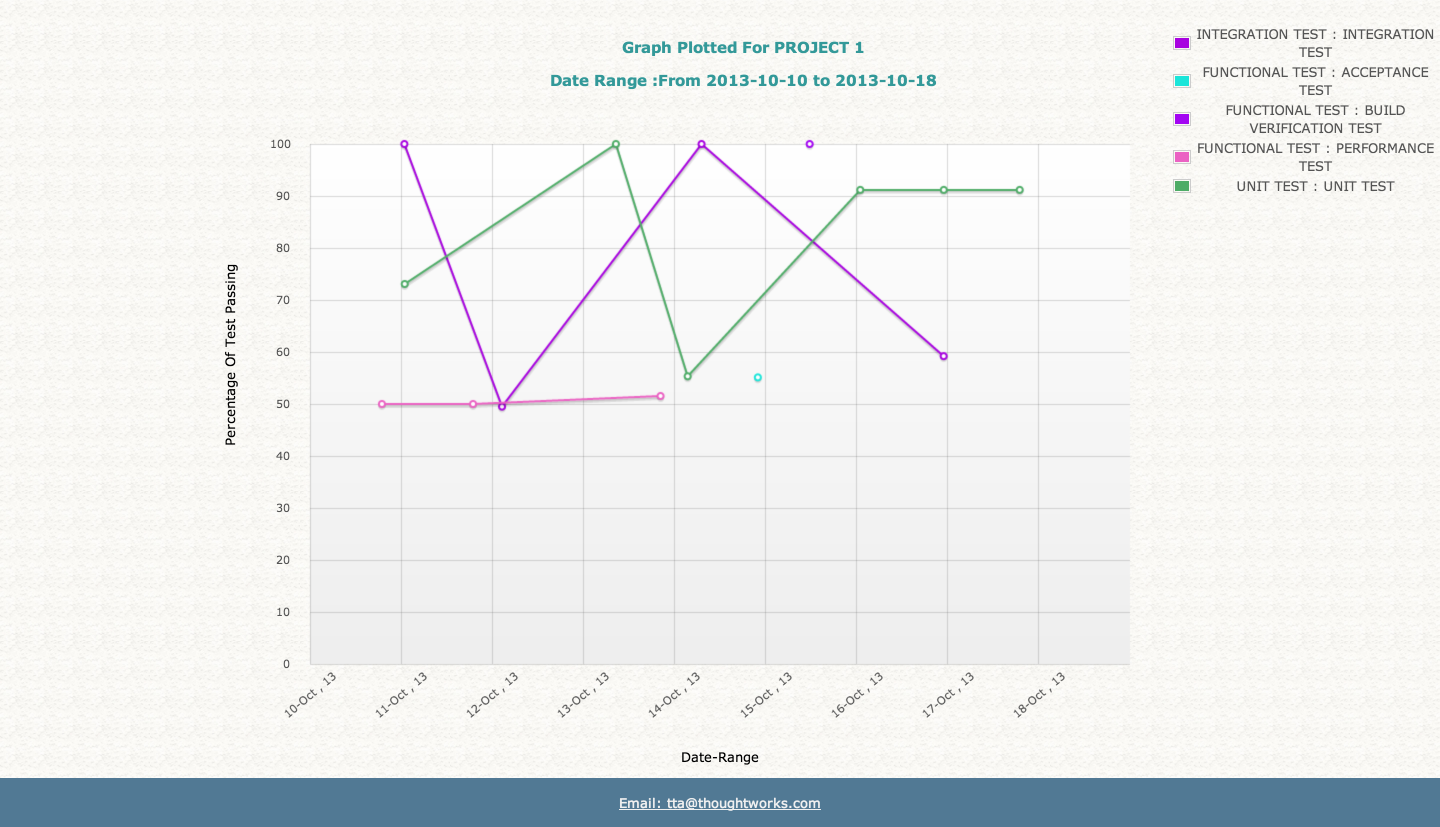 Graph Plotted For PROJECT 1
Date Range :From 2013-10-10 to 2013-10-18
INTEGRATION TEST : INTEGRATION
TEST
FUNCTIONAL TEST : ACCEPTANCE
TEST
FUNCTIONAL TEST : BUILD
VERIFICATION TEST
FUNCTIONAL TEST : PERFORMANCE
TEST
UNIT TEST : UNIT TEST
Percentage Of Test Passing
100
90
80
70
60
50
40
30
20
10
0
10-Oct , 13
11-Oct , 13
12-Oct , 13
13-Oct , 13
14-Oct , 13
15-Oct , 13
16-Oct , 13
17-Oct , 13
18-Oct , 13
Date-Range
Email: tta@thoughtworks.com